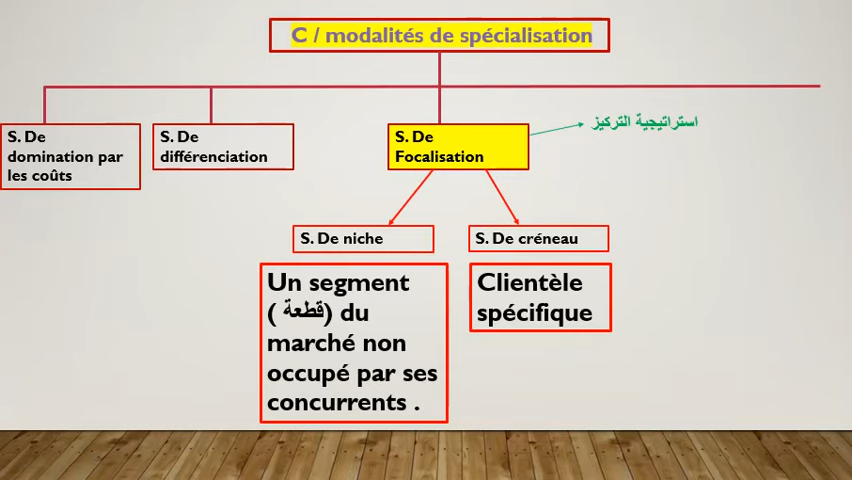 C / modalités de spécialisation
S. De
domination par
les coûts
S. De
différenciation
S. De
Focalisation
استراتيجية التركيز
S. De niche
S. De créneau
Un segment
( قطعة) du
marché non
occupé par ses
concurrents .
Clientèle
spécifique